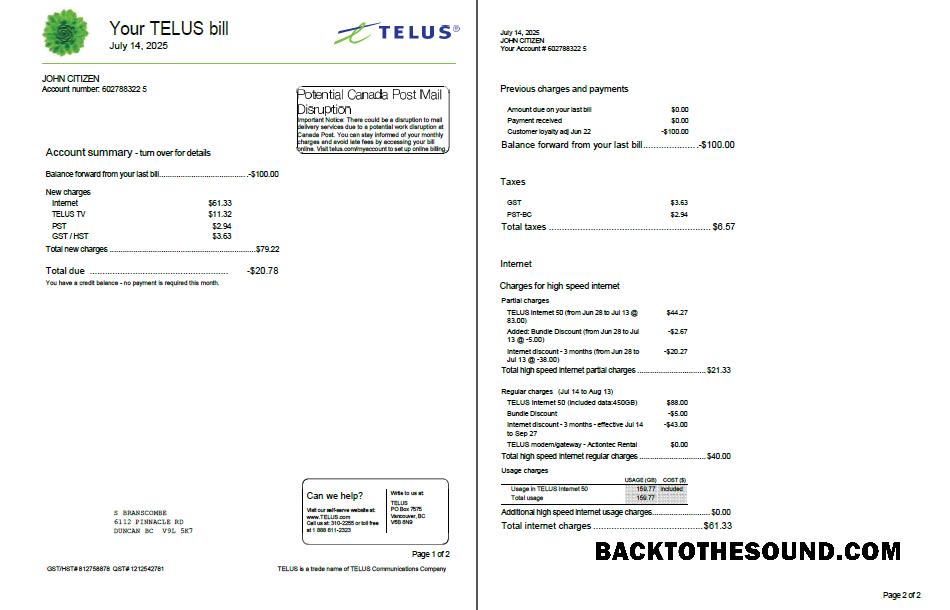 Your TELUS bill
July 14, 2025
TELUS®
JOHN CITIZEN
Account number: 602788322 5
Potential Canada Post Mail
Disruption
Important Notice: There could be a disruption to mail
delivery services due to a potential work disruption at
Canada Post. You can stay informed of your monthly
charges and avoid late fees by accessing your bill
online. Visit telus.com/myaccount to set up online billing.
Account summary - turn over for details
Balance forward from your last bill.................................-$100.00
New charges
Internet $61.33
TELUS TV $11.32
PST $2.94
GST / HST $3.63
Total new charges ............................................................$79.22
Total due ............................................... -$20.78
You have a credit balance - no payment is required this month.
S BRANSCOMBE
6112 PINNACLE RD
DUNCAN BC V9L 5K7
Can we help?
Visit our self-serve website at:
www.TELUS.com
Call us at: 310-2255 or toll free
at 1 888 811-2323
Write to us at:
TELUS
PO Box 7575
Vancouver, BC
V6B 8N9
Page 1 of 2
GST/HST# 812758878 QST# 1212542781
TELUS is a trade name of TELUS Communications Company
July 14, 2025
JOHN CITIZEN
Your Account # 602788322 5
Previous charges and payments
Amount due on your last bill $0.00
Payment received $0.00
Customer loyalty adj Jun 22 -$100.00
Balance forward from your last bill.....................-$100.00
Taxes
GST $3.63
PST-BC $2.94
Total taxes ......................................................... $6.57
Internet
Charges for high speed internet
Partial charges
TELUS Internet 50 (from Jun 28 to Jul 13 @ $44.27
83.00)
Added: Bundle Discount (from Jun 28 to Jul -$2.67
13 @ -5.00)
Internet discount - 3 months (from Jun 28 to -$20.27
Jul 13 @ -38.00)
Total high speed internet partial charges .............................$21.33
Regular charges (Jul 14 to Aug 13)
TELUS Internet 50 (included data:450GB) $88.00
Bundle Discount -$5.00
Internet discount - 3 months - effective Jul 14 -$43.00
to Sep 27
TELUS modem/gateway - Actiontec Rental $0.00
Total high speed internet regular charges .............................$40.00
Usage charges
USAGE (GB) COST ($)
Usage in TELUS Internet 50 159.77 Included
Total usage 159.77
Additional high speed internet usage charges........................$0.00
Total internet charges ......................................$61.33
BACKTOTHESOUND.COM
Page 2 of 2